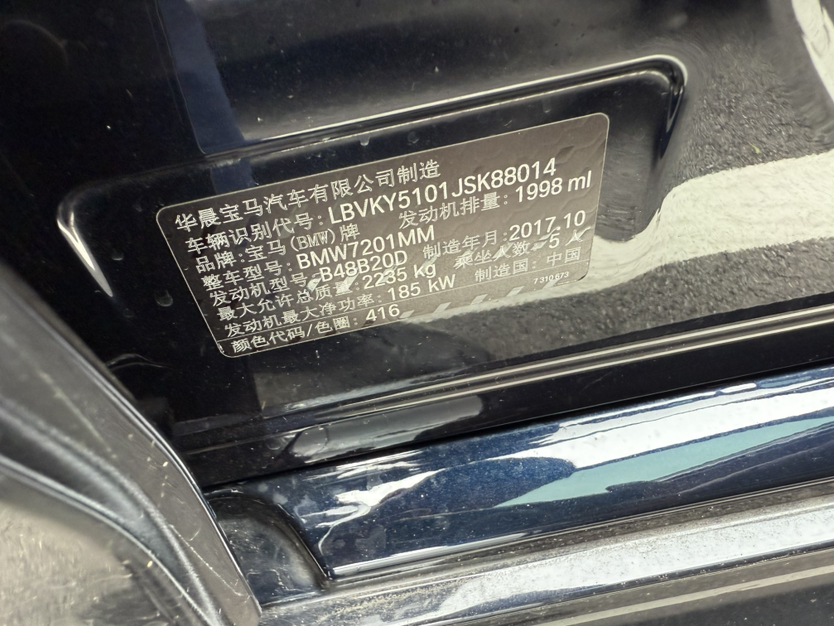 华晨宝马汽车有限公司制造
车辆识别代号: LBVKY5101JSK88014
品牌: 宝马(BMW)牌 发动机排量: 1998 ml
整车型号: BMW7201MM
发动机型号: B48B20D 制造年月: 2017.10
最大允许总质量: 2235 kg 乘坐人数: 5 人
发动机最大净功率: 185 kW 制造国: 中国
颜色代码/色圈: 416
7310573